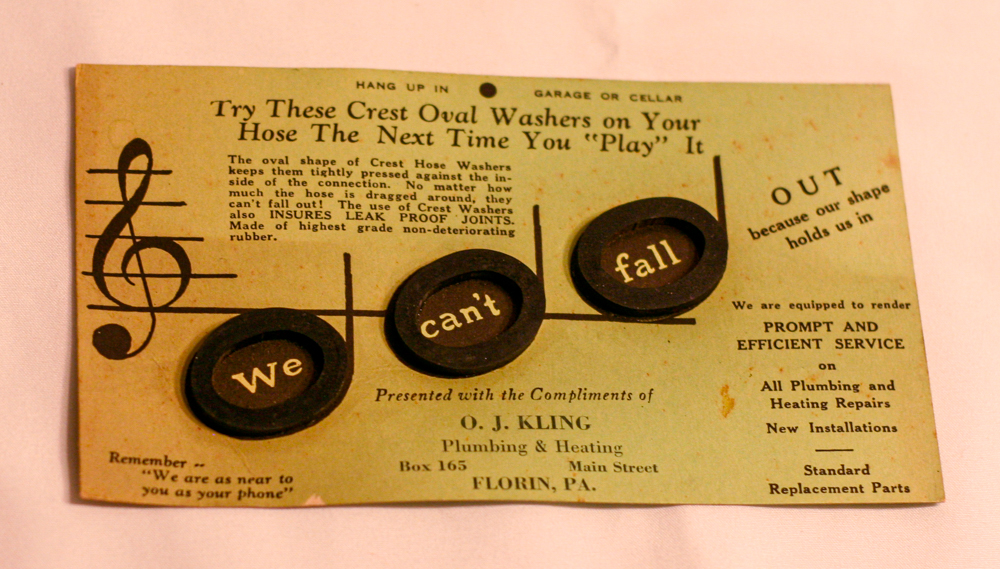 HANG UP IN GARAGE OR CELLAR
Try These Crest Oval Washers on Your
Hose The Next Time You "Play" It
The oval shape of Crest Hose Washers
keeps them tightly pressed against the in-
side of the connection. No matter how
much the hose is dragged around, they
can't fall out! The use of Crest Washers
also INSURES LEAK PROOF JOINTS.
Made of highest grade non-deteriorating
rubber.
We
can't
fall
OUT
because our shape
holds us in
We are equipped to render
PROMPT AND
EFFICIENT SERVICE
on
All Plumbing and
Heating Repairs
New Installations
Standard
Replacement Parts
Presented with the Compliments of
O. J. KLING
Plumbing & Heating
Box 165 Main Street
FLORIN, PA.
Remember --
"We are as near to
you as your phone"